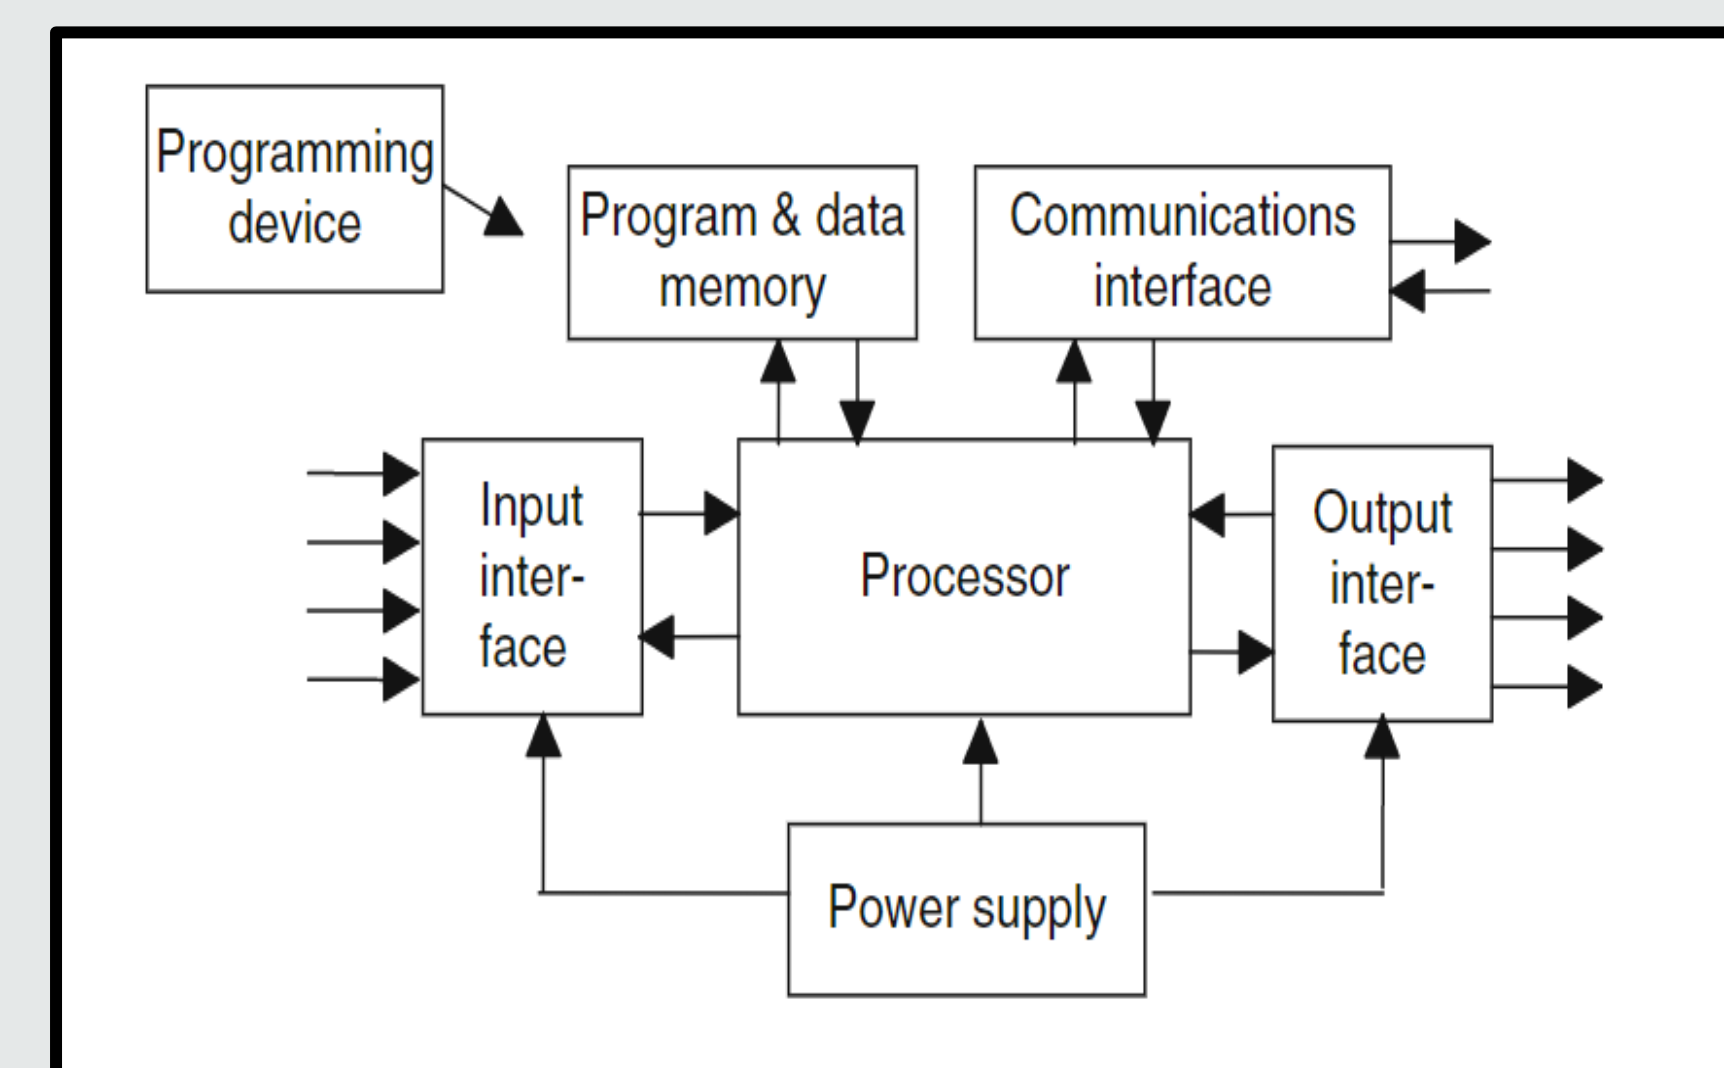 Programming
device
Program & data
memory
Communications
interface
Input
inter-
face
Processor
Output
inter-
face
Power supply